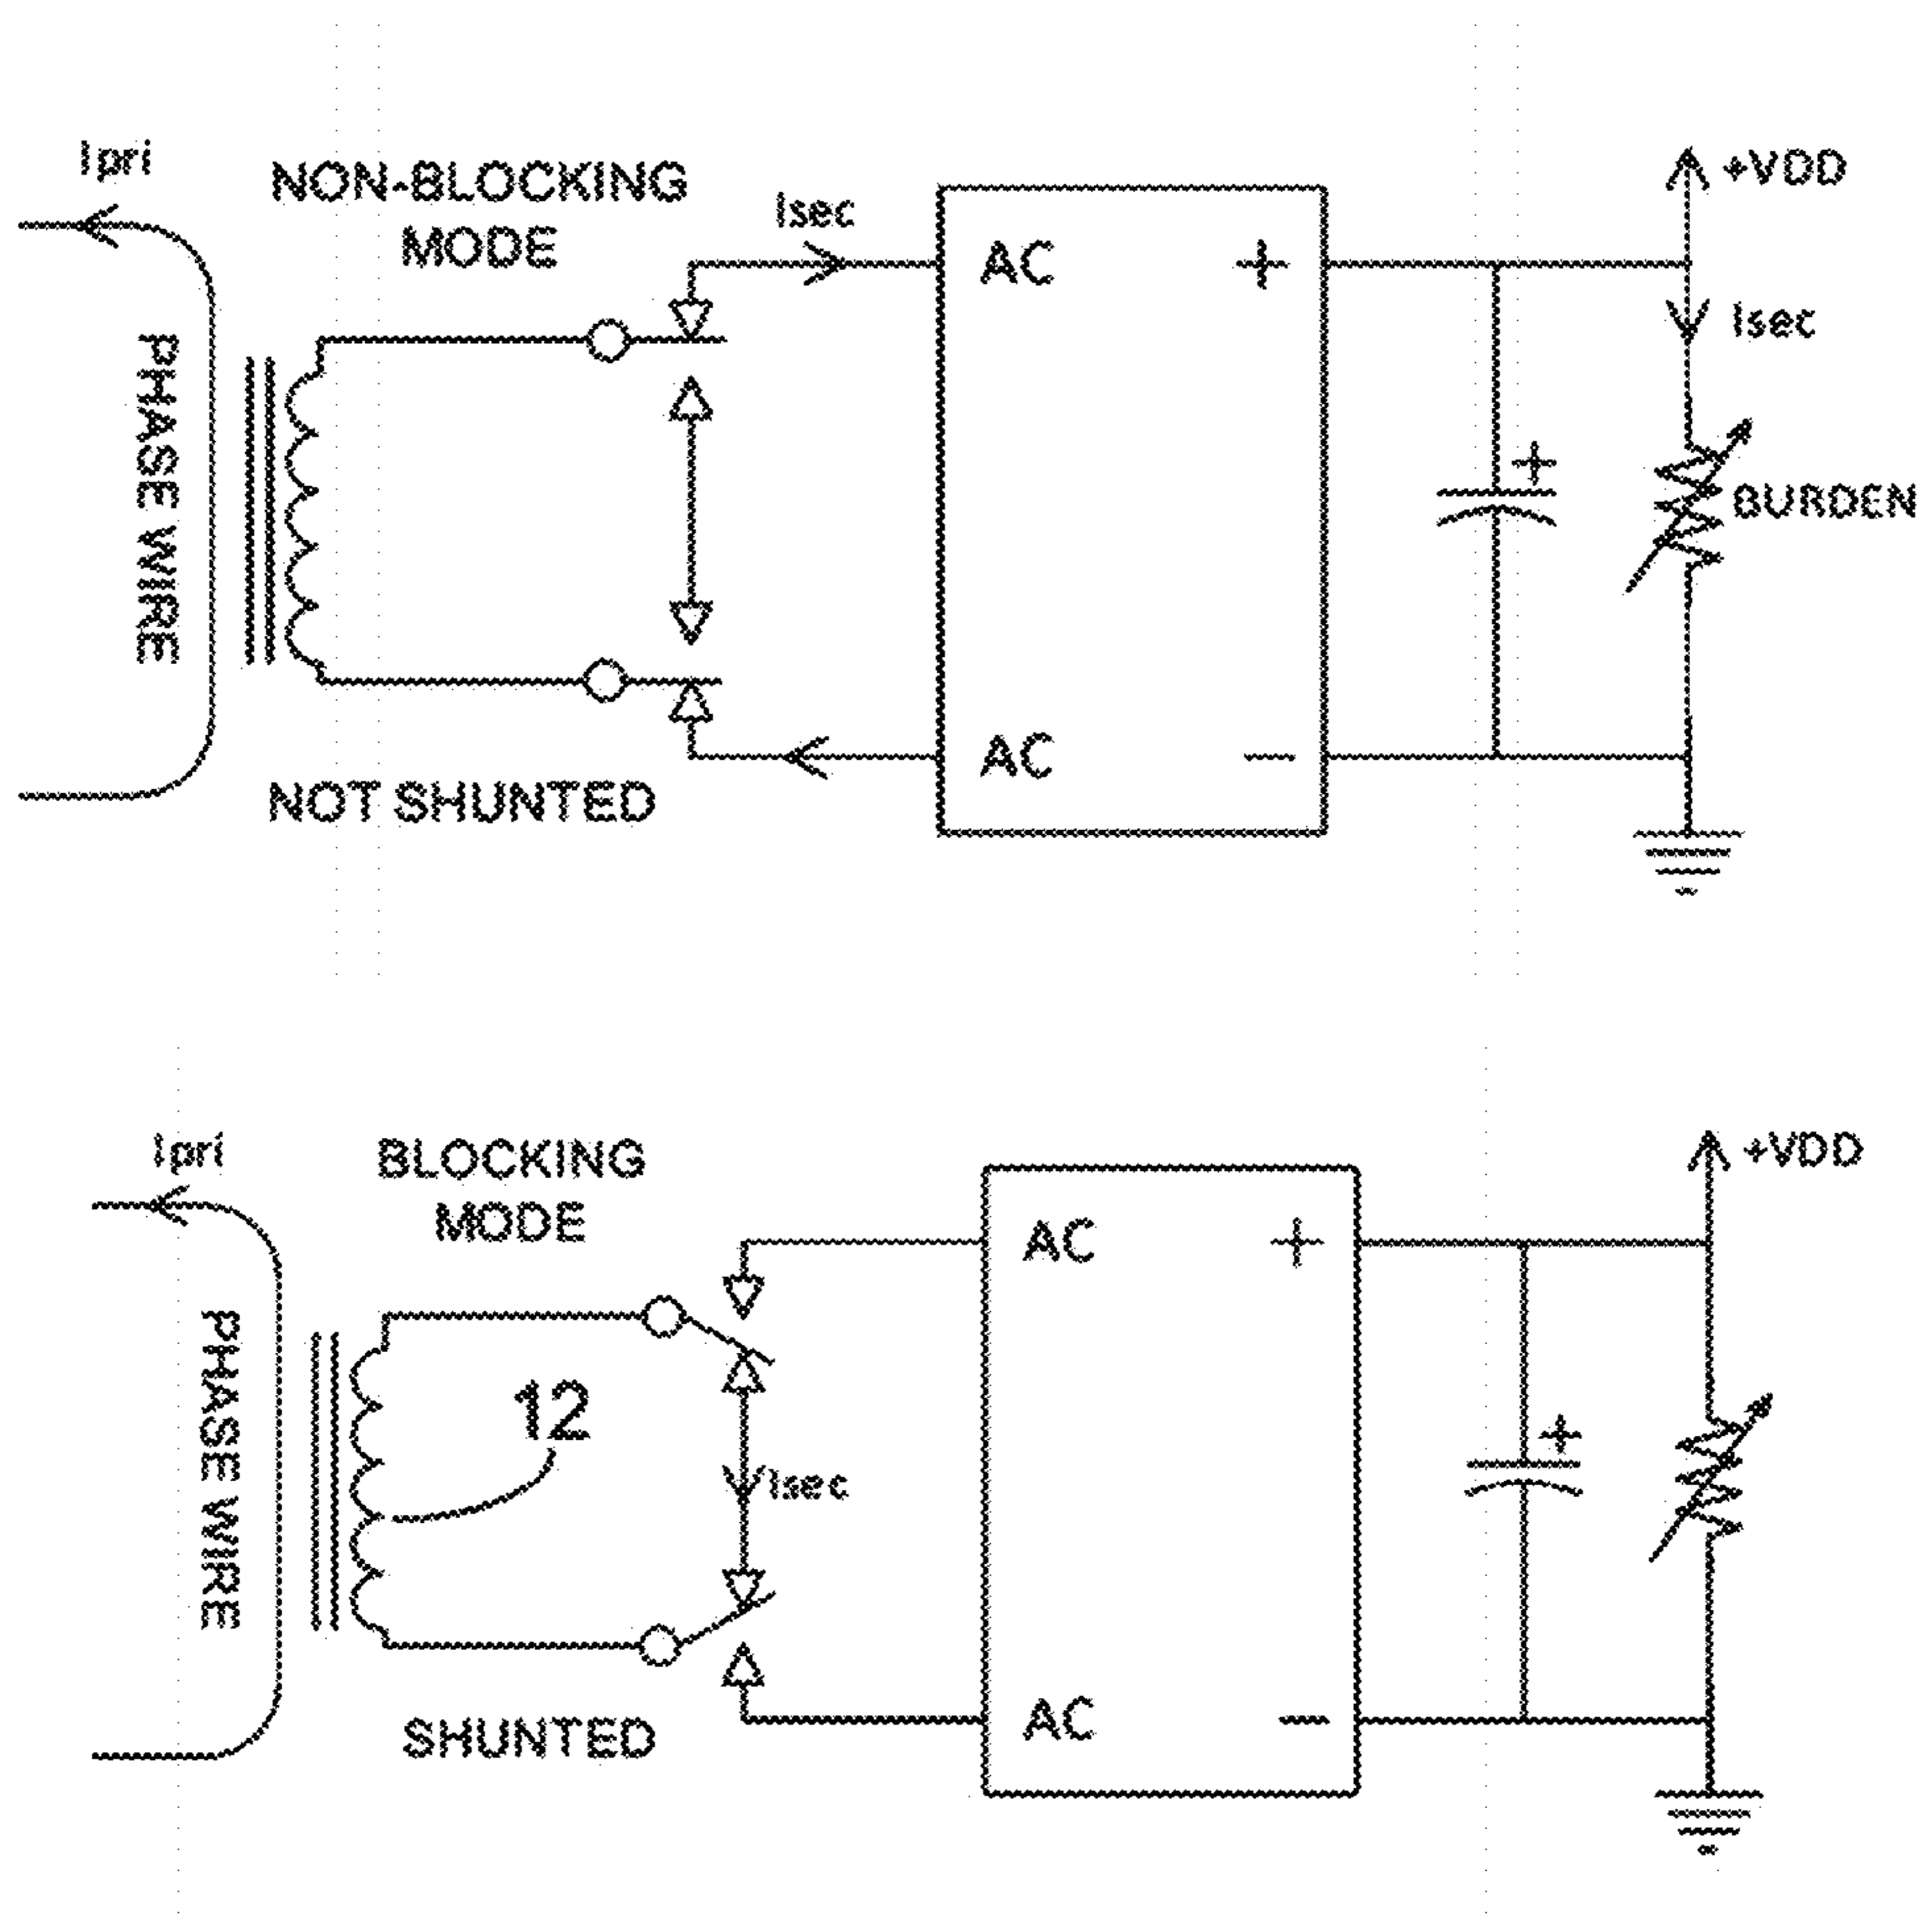 Ipri
NON-BLOCKING
MODE
Isec
+VDD
AC
+
Isec
PHASE WIRE
+
BURDEN
AC
−
NOT SHUNTED
Ipri
BLOCKING
MODE
+VDD
AC
+
PHASE WIRE
12
+
Isec
AC
−
SHUNTED